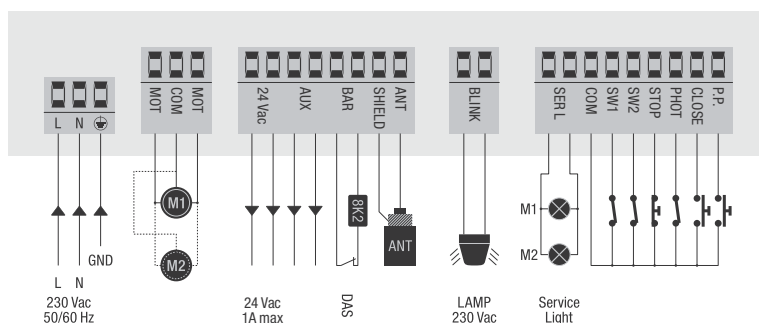 L N
MOT COM MOT
24 Vac AUX BAR SHIELD ANT
BLINK
SER L COM SW1 SW2 STOP PHOT CLOSE P.P.
M1
M2
8K2
ANT
M1
M2
GND
L N
230 Vac
50/60 Hz
24 Vac
1A max
DAS
LAMP
230 Vac
Service
Light